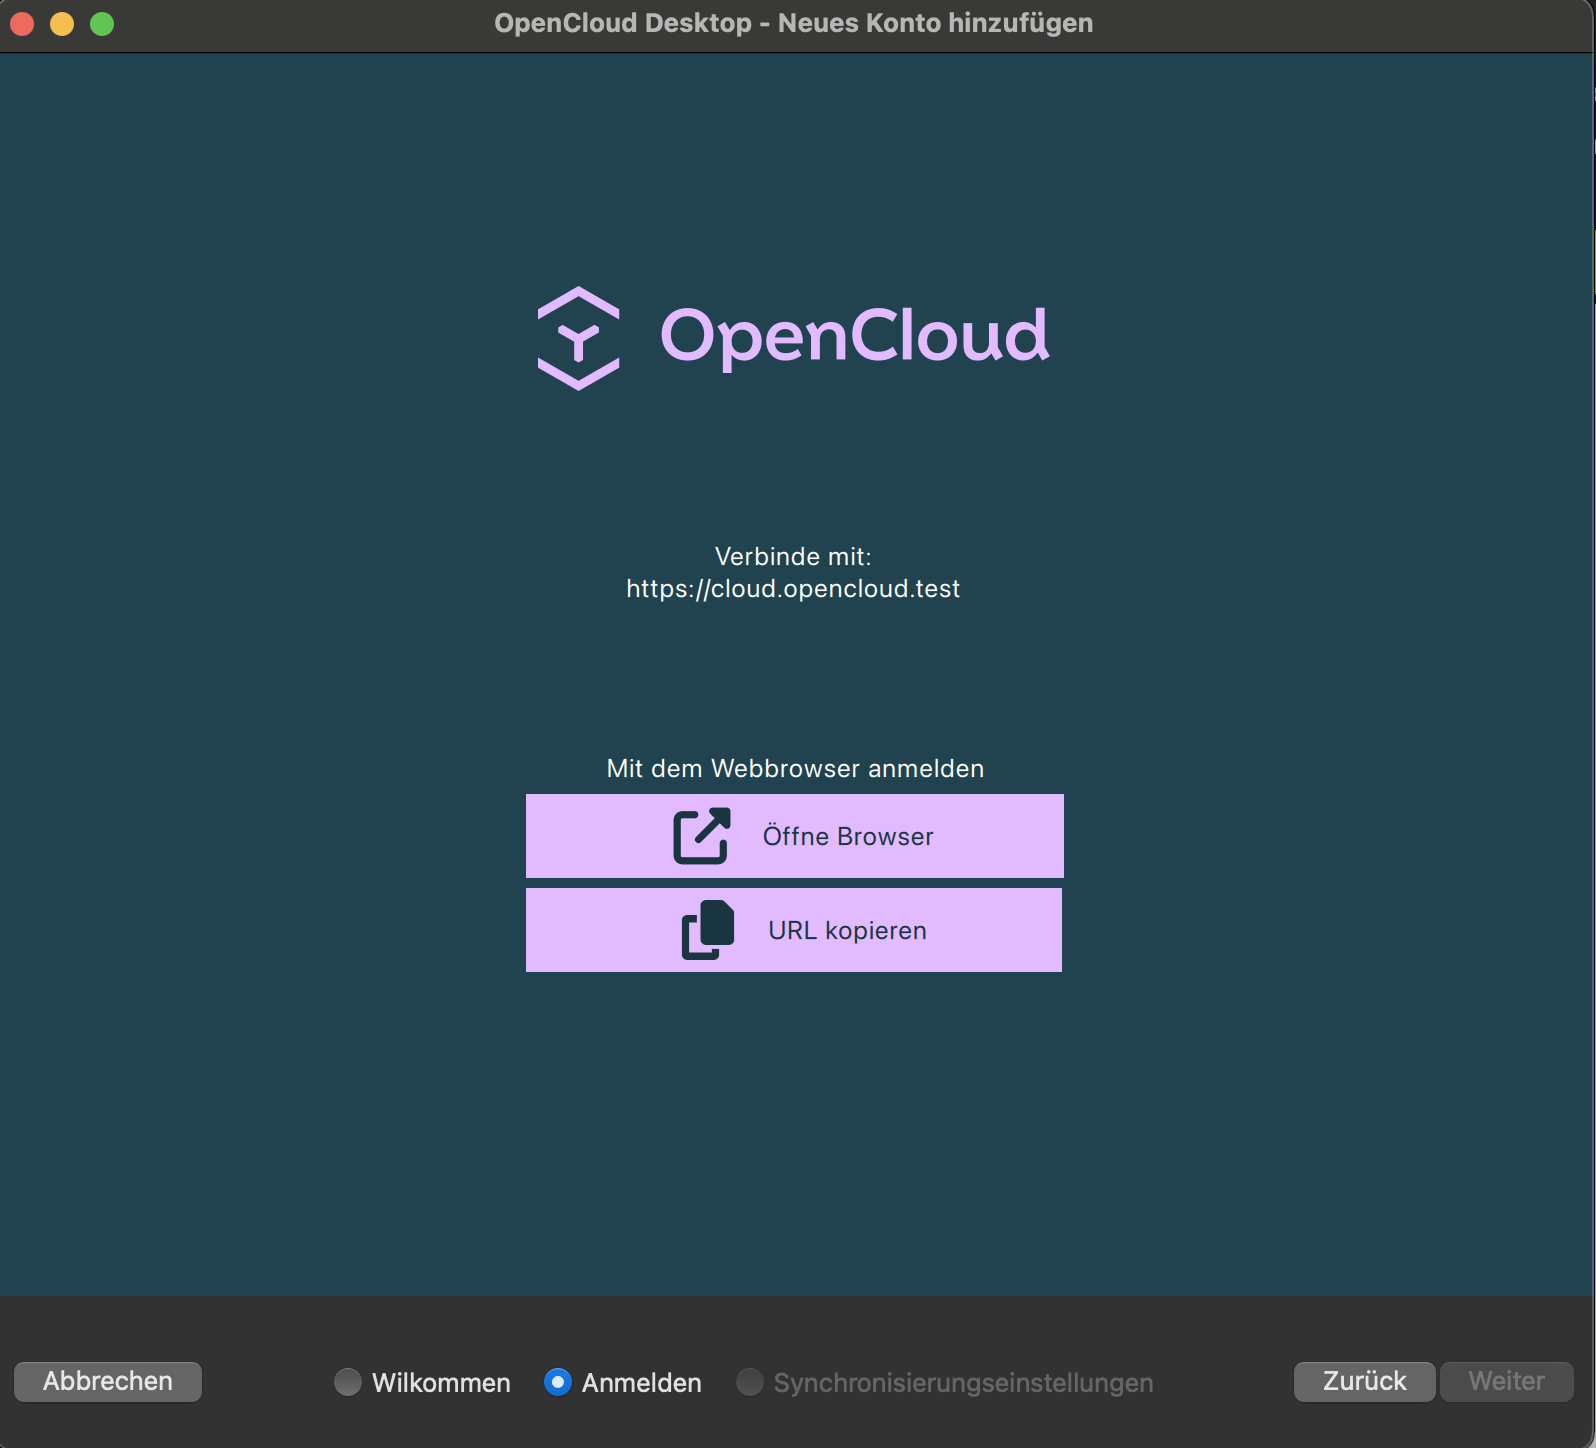 OpenCloud Desktop - Neues Konto hinzufügen
OpenCloud
Verbinde mit:
https://cloud.opencloud.test
Mit dem Webbrowser anmelden
Öffne Browser
URL kopieren
Abbrechen
Wilkommen
Anmelden
Synchronisierungseinstellungen
Zurück
Weiter